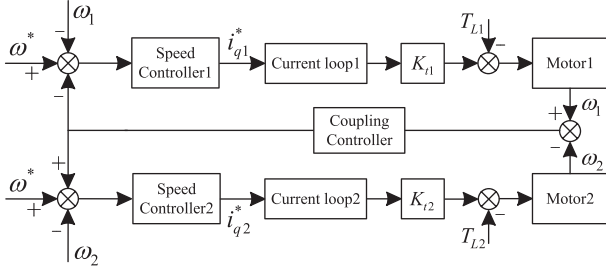 ω₁
−
ω*
+
−
Speed
Controller1
i*q1
Current loop1
Kt1
TL1
−
Motor1
+
ω₁
Coupling
Controller
−
ω₂
+
ω*
+
−
ω₂
Speed
Controller2
i*q2
Current loop2
Kt2
−
TL2
Motor2